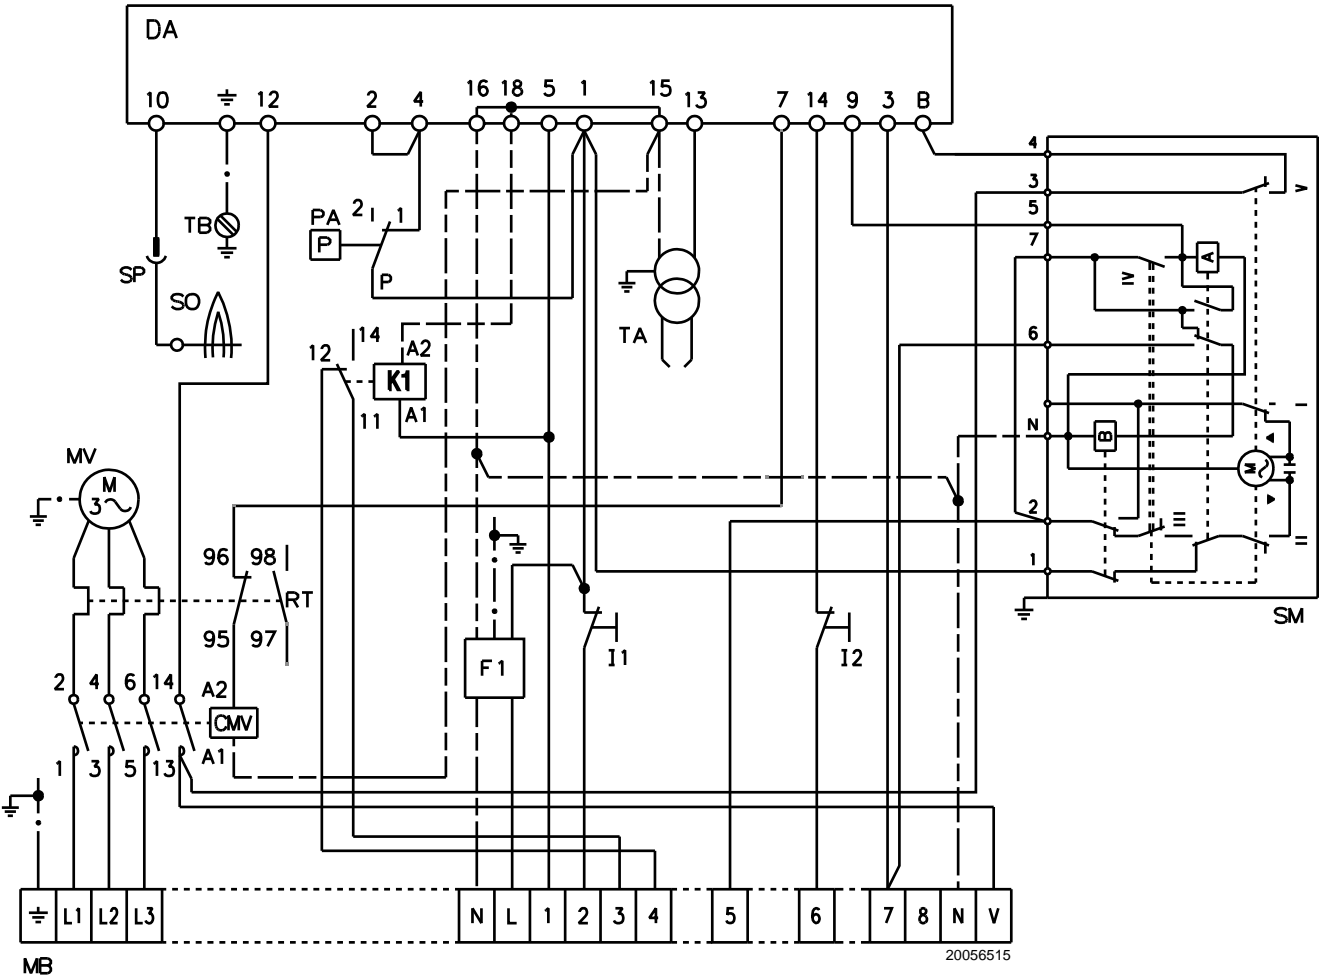 DA
10 12 2 4 16 18 5 1 15 13 7 14 9 3 B
4
3 V
5
7 A
IV
6
I
N B
M
2 III
II
1
SM
PA 2 1
P
P
TB
SP
SO
TA
14
12 A2
K1
11 A1
MV
M
3
96 98
RT
95 97
F1
I1
I2
2 4 6 14 A2
CMV
1 3 5 13 A1
L1 L2 L3 N L 1 2 3 4 5 6 7 8 N V
20056515
MB